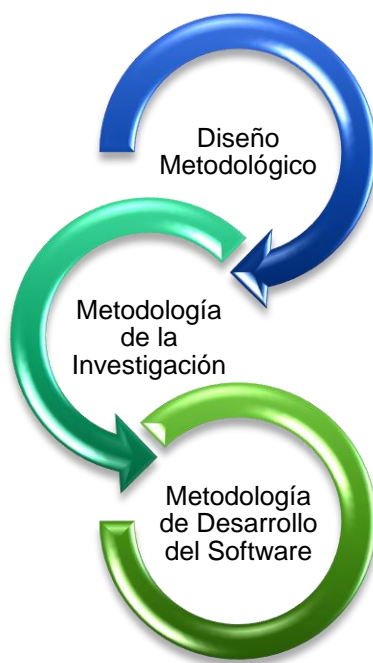 Diseño
Metodológico
Metodología
de la
Investigación
Metodología
de Desarrollo
del Software